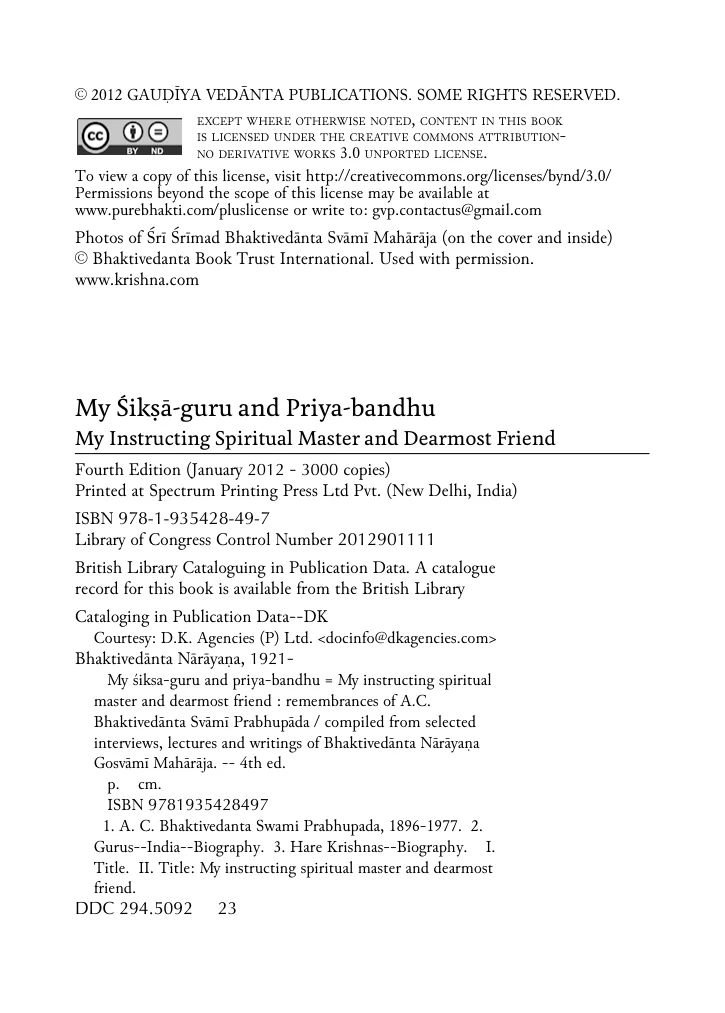 © 2012 GAUḌĪYA VEDĀNTA PUBLICATIONS. SOME RIGHTS RESERVED.
cc BY ND
EXCEPT WHERE OTHERWISE NOTED, CONTENT IN THIS BOOK
IS LICENSED UNDER THE CREATIVE COMMONS ATTRIBUTION-
NO DERIVATIVE WORKS 3.0 UNPORTED LICENSE.
To view a copy of this license, visit http://creativecommons.org/licenses/bynd/3.0/
Permissions beyond the scope of this license may be available at
www.purebhakti.com/pluslicense or write to: gvp.contactus@gmail.com
Photos of Śrī Śrīmad Bhaktivedānta Svāmī Mahārāja (on the cover and inside)
© Bhaktivedanta Book Trust International. Used with permission.
www.krishna.com
My Śikṣā-guru and Priya-bandhu
My Instructing Spiritual Master and Dearmost Friend
Fourth Edition (January 2012 - 3000 copies)
Printed at Spectrum Printing Press Ltd Pvt. (New Delhi, India)
ISBN 978-1-935428-49-7
Library of Congress Control Number 2012901111
British Library Cataloguing in Publication Data. A catalogue
record for this book is available from the British Library
Cataloging in Publication Data--DK
Courtesy: D.K. Agencies (P) Ltd. <docinfo@dkagencies.com>
Bhaktivedānta Nārāyaṇa, 1921-
My śiksa-guru and priya-bandhu = My instructing spiritual
master and dearmost friend : remembrances of A.C.
Bhaktivedānta Svāmī Prabhupāda / compiled from selected
interviews, lectures and writings of Bhaktivedānta Nārāyaṇa
Gosvāmī Mahārāja. -- 4th ed.
p. cm.
ISBN 9781935428497
1. A. C. Bhaktivedanta Swami Prabhupada, 1896-1977. 2.
Gurus--India--Biography. 3. Hare Krishnas--Biography. I.
Title. II. Title: My instructing spiritual master and dearmost
friend.
DDC 294.5092 23